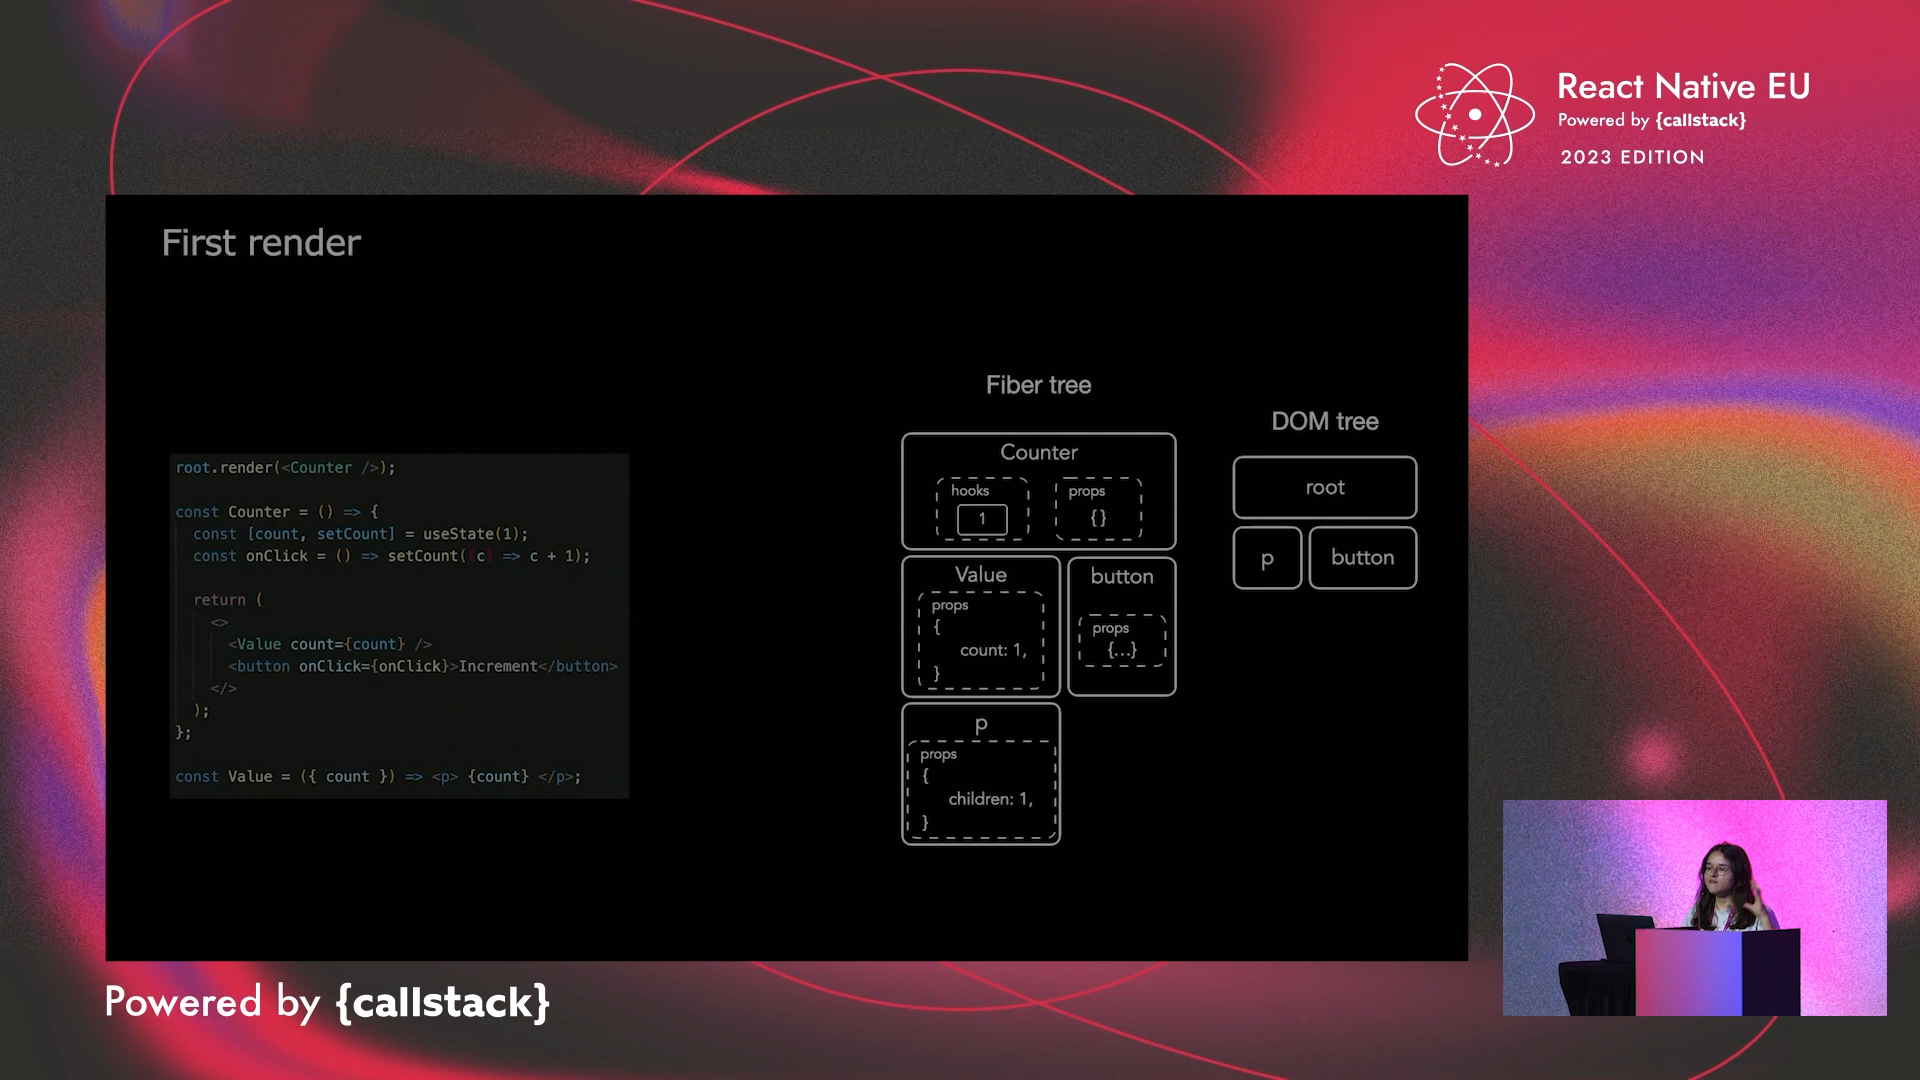 React Native EU
Powered by {callstack}
2023 EDITION
First render
root.render(<Counter />);
const Counter = () => {
const [count, setCount] = useState(1);
const onClick = () => setCount((c) => c + 1);
return (
<>
<Value count={count} />
<button onClick={onClick}>Increment</button>
</>
);
};
const Value = ({ count }) => <p> {count} </p>;
Fiber tree
Counter
hooks
1
props
{}
Value
props
{
count: 1,
}
button
props
{...}
p
props
{
children: 1,
}
DOM tree
root
p
button
Powered by {callstack}